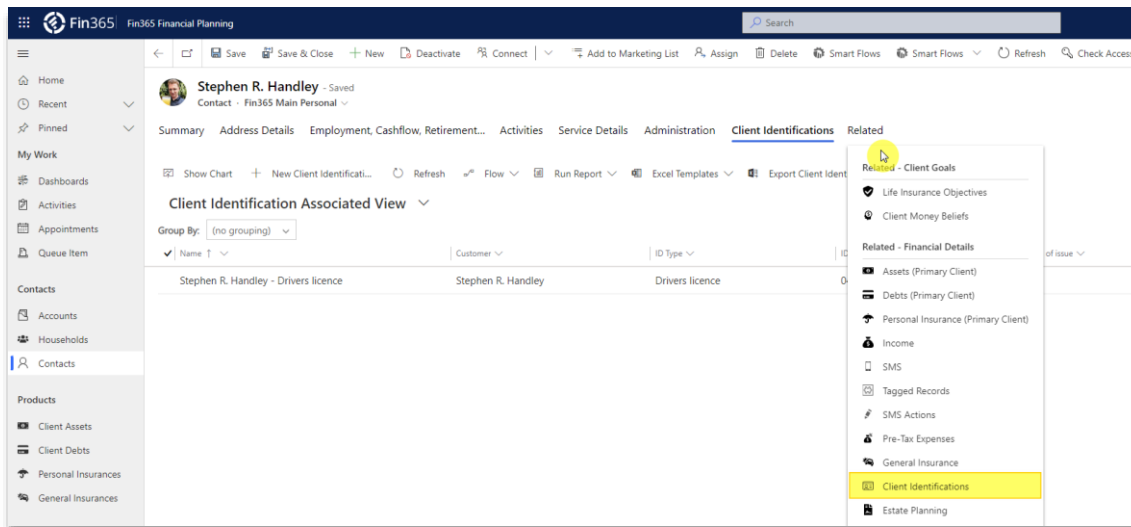 Fin365 Fin365 Financial Planning Search
Save Save & Close New Deactivate Connect Add to Marketing List Assign Delete Smart Flows Smart Flows Refresh Check Access
Home
Recent
Pinned
My Work
Dashboards
Activities
Appointments
Queue Item
Contacts
Accounts
Households
Contacts
Products
Client Assets
Client Debts
Personal Insurances
General Insurances
Stephen R. Handley - Saved
Contact · Fin365 Main Personal
Summary Address Details Employment, Cashflow, Retirement... Activities Service Details Administration Client Identifications Related
Show Chart New Client Identificati... Refresh Flow Run Report Excel Templates Export Client Ident
Client Identification Associated View
Group By: (no grouping)
Name ↑ Customer ID Type of issue
Stephen R. Handley - Drivers licence Stephen R. Handley Drivers licence
Related - Client Goals
Life Insurance Objectives
Client Money Beliefs
Related - Financial Details
Assets (Primary Client)
Debts (Primary Client)
Personal Insurance (Primary Client)
Income
SMS
Tagged Records
SMS Actions
Pre-Tax Expenses
General Insurance
Client Identifications
Estate Planning